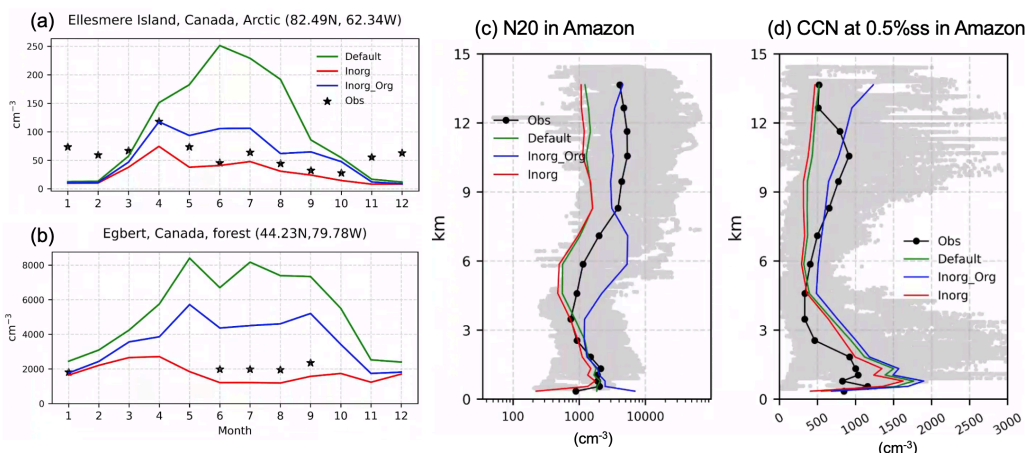 (a)
Ellesmere Island, Canada, Arctic (82.49N, 62.34W)
250
200
150
100
50
0
cm⁻³
Default
Inorg
Inorg_Org
Obs
1 2 3 4 5 6 7 8 9 10 11 12
(b)
Egbert, Canada, forest (44.23N,79.78W)
8000
6000
4000
2000
0
cm⁻³
1 2 3 4 5 6 7 8 9 10 11 12
Month
(c) N20 in Amazon
15
12
9
6
3
0
km
Obs
Default
Inorg_Org
Inorg
100 1000 10000
(cm⁻³)
(d) CCN at 0.5%ss in Amazon
15
12
9
6
3
0
km
Obs
Default
Inorg_Org
Inorg
0 500 1000 1500 2000 2500 3000
(cm⁻³)